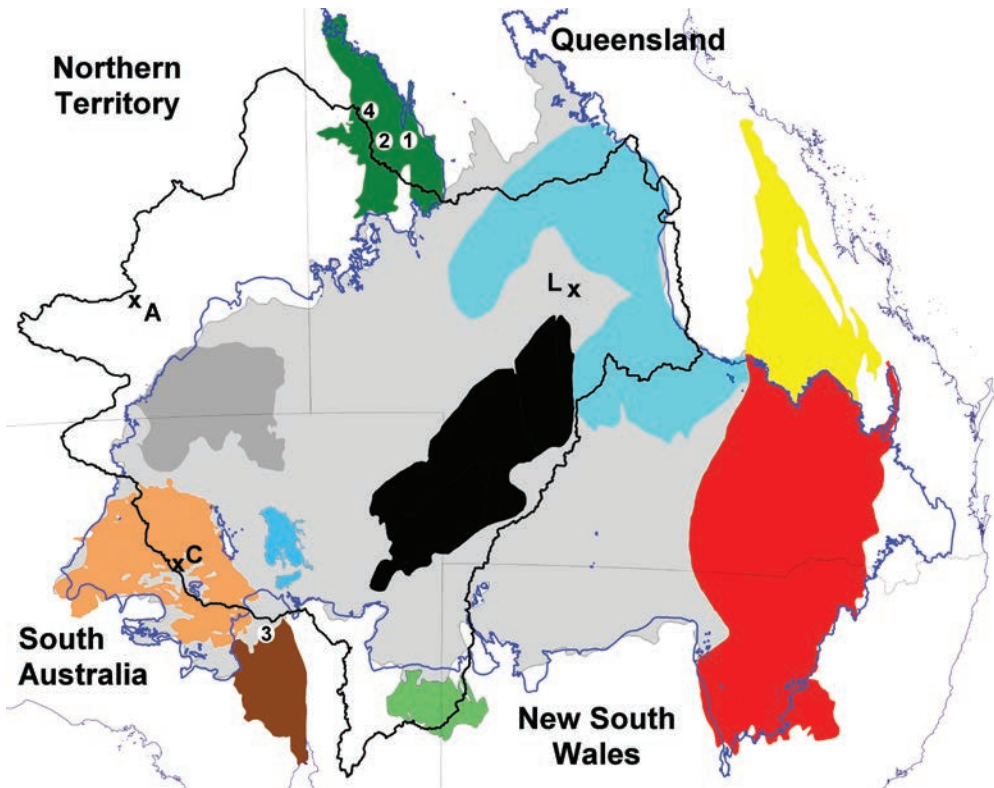 Queensland
Northern
Territory
4
2
1
A
L x
x C
3
South
Australia
New South
Wales